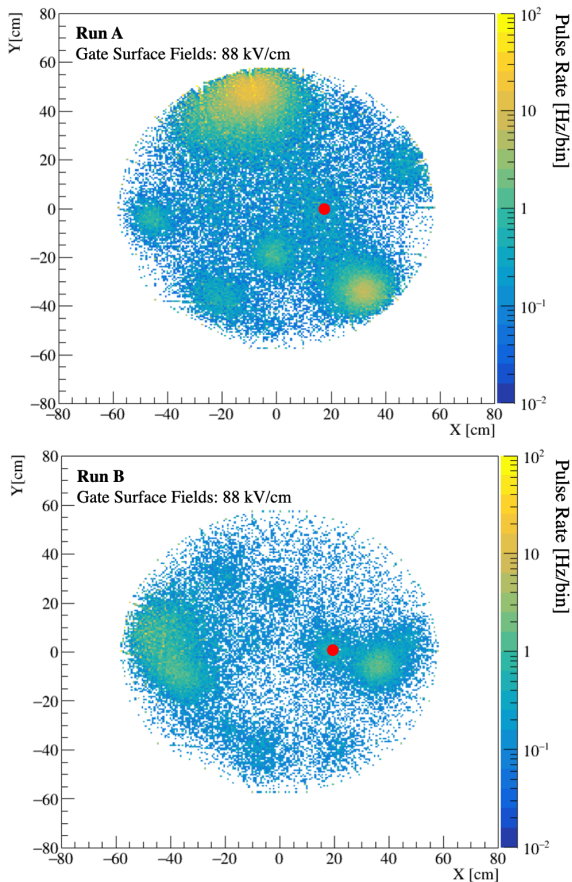 Y[cm]
80
60
40
20
0
−20
−40
−60
−80
Run A
Gate Surface Fields: 88 kV/cm
−80 −60 −40 −20 0 20 40 60 80
X [cm]
10²
10
1
10⁻¹
10⁻²
Pulse Rate [Hz/bin]
Y[cm]
80
60
40
20
0
−20
−40
−60
−80
Run B
Gate Surface Fields: 88 kV/cm
−80 −60 −40 −20 0 20 40 60 80
X [cm]
10²
10
1
10⁻¹
10⁻²
Pulse Rate [Hz/bin]